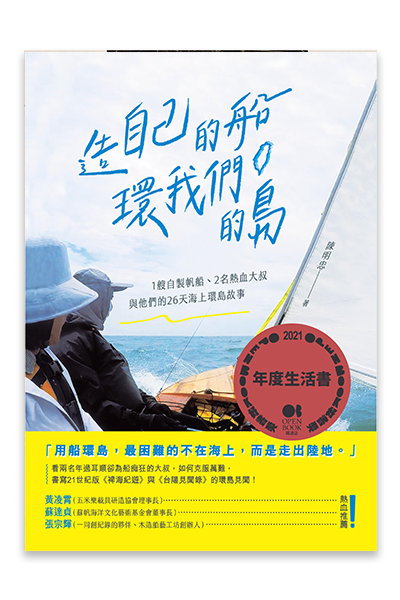 造自己的船
環我們的島
陳明忠 著
1艘自製帆船、2名熱血大叔
與他們的26天海上環島故事
2021
年度生活書
OPEN
BOOK
「用船環島，最困難的不在海上，而是走出陸地。」
看兩名年過耳順卻為船癡狂的大叔，如何克服萬難，
書寫21世紀版《裨海紀遊》與《台陽見聞錄》的環島見聞！
黃凌霄（五米樂載具研造協會理事長）
蘇達貞（蘇帆海洋文化藝術基金會董事長）
張宗輝（一同創紀錄的夥伴、木造船藝工坊創辦人）
熱血推薦！